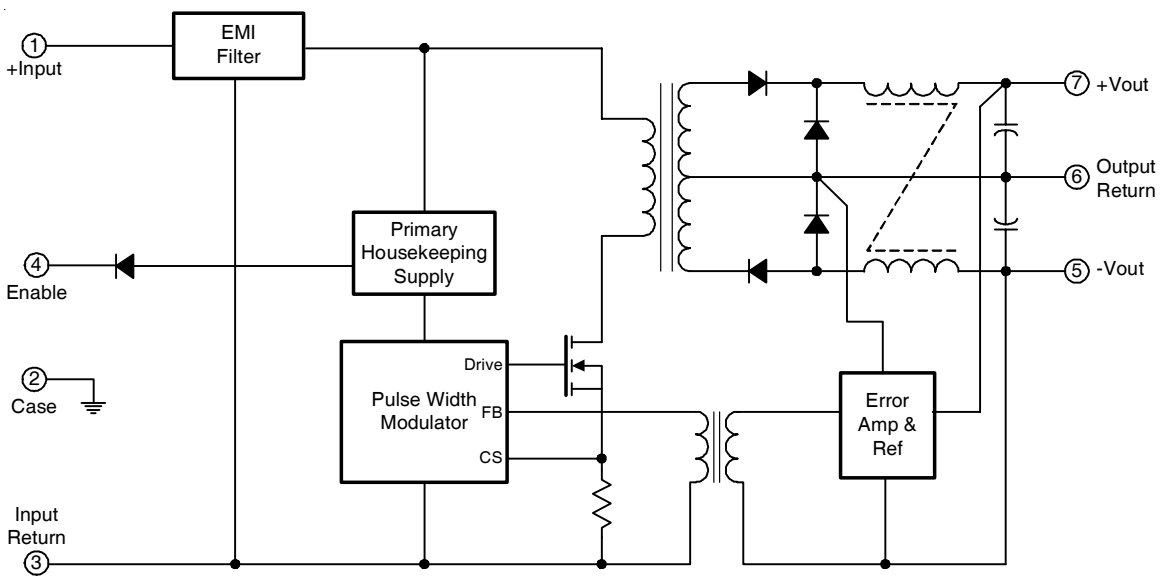 1
+Input
EMI
Filter
7
+Vout
6
Output
Return
5
-Vout
4
Enable
Primary
Housekeeping
Supply
2
Case
Pulse Width
Modulator
Drive
FB
CS
Error
Amp &
Ref
Input
Return
3